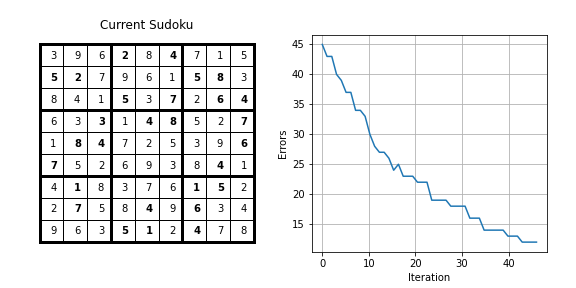 Current Sudoku
3 9 6 2 8 4 7 1 5
5 2 7 9 6 1 5 8 3
8 4 1 5 3 7 2 6 4
6 3 3 1 4 8 5 2 7
1 8 4 7 2 5 3 9 6
7 5 2 6 9 3 8 4 1
4 1 8 3 7 6 1 5 2
2 7 5 8 4 9 6 3 4
9 6 3 5 1 2 4 7 8
45
40
35
30
25
20
15
Errors
0 10 20 30 40
Iteration